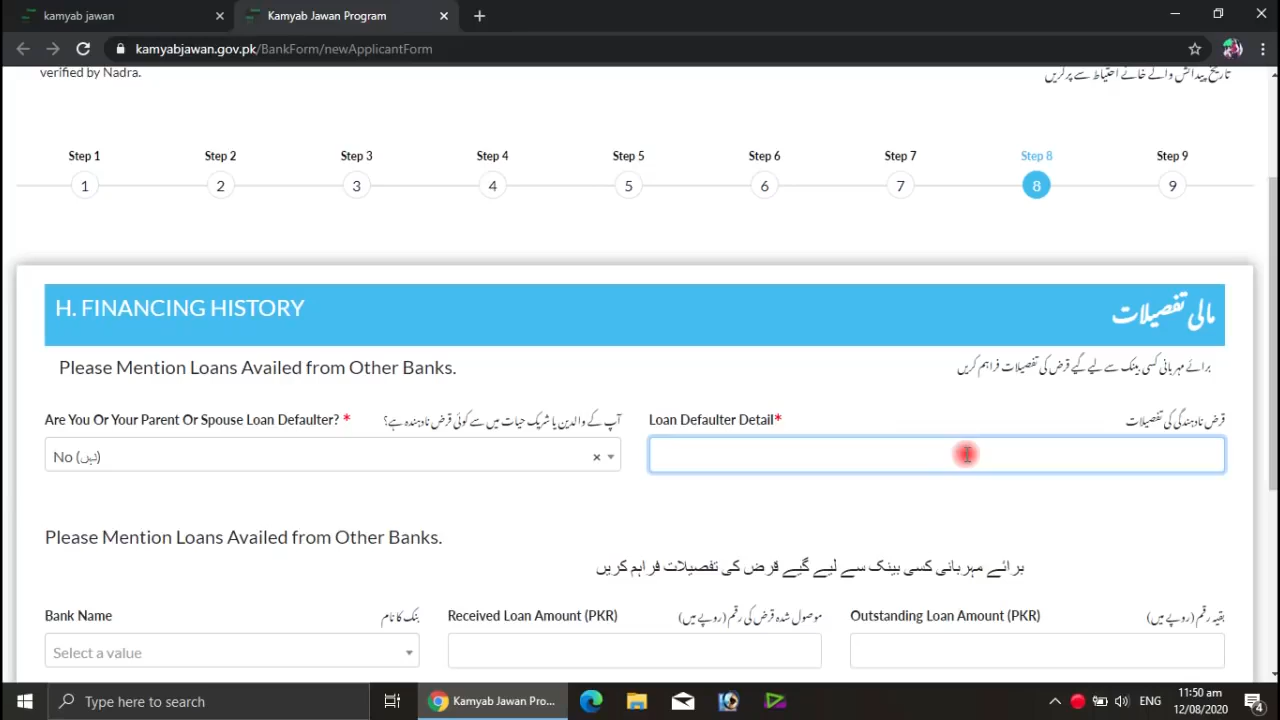 kamyab jawan
Kamyab Jawan Program
kamyabjawan.gov.pk/BankForm/newApplicantForm
verified by Nadra.
تاریخ پیدائش والے خانے احتیاط سے پر کریں
Step 1
Step 2
Step 3
Step 4
Step 5
Step 6
Step 7
Step 8
Step 9
1
2
3
4
5
6
7
8
9
H. FINANCING HISTORY
مالی تفصیلات
Please Mention Loans Availed from Other Banks.
برائے مہربانی کسی بینک سے لیے گیے قرض کی تفصیلات فراہم کریں
Are You Or Your Parent Or Spouse Loan Defaulter? *
آپ کے والدین یا شریک حیات میں سے کوئی قرض نادہندہ ہے؟
Loan Defaulter Detail*
قرض نادہندگی کی تفصیلات
No (نہیں)
Please Mention Loans Availed from Other Banks.
برائے مہربانی کسی بینک سے لیے گیے قرض کی تفصیلات فراہم کریں
Bank Name
بنک کا نام
Received Loan Amount (PKR)
موصول شدہ قرض کی رقم (روپے میں)
Outstanding Loan Amount (PKR)
بقیہ رقم (روپے میں)
Select a value
Type here to search
Kamyab Jawan Pro...
ENG
11:50 am
12/08/2020
4